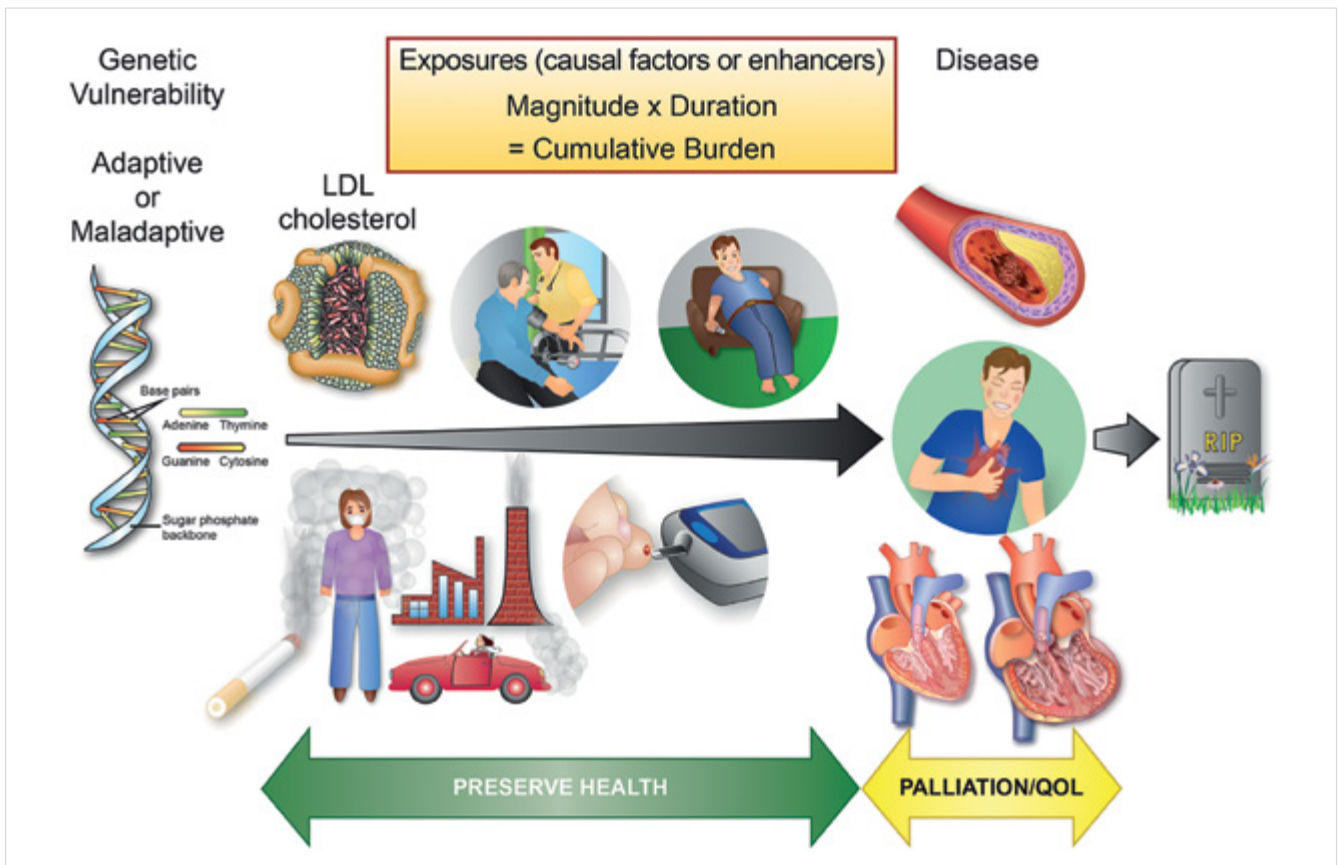 Genetic
Vulnerability
Adaptive
or
Maladaptive
Exposures (causal factors or enhancers)
Magnitude x Duration
= Cumulative Burden
Disease
LDL
cholesterol
Base pairs
Adenine Thymine
Guanine Cytosine
Sugar phosphate
backbone
RIP
PRESERVE HEALTH
PALLIATION/QOL